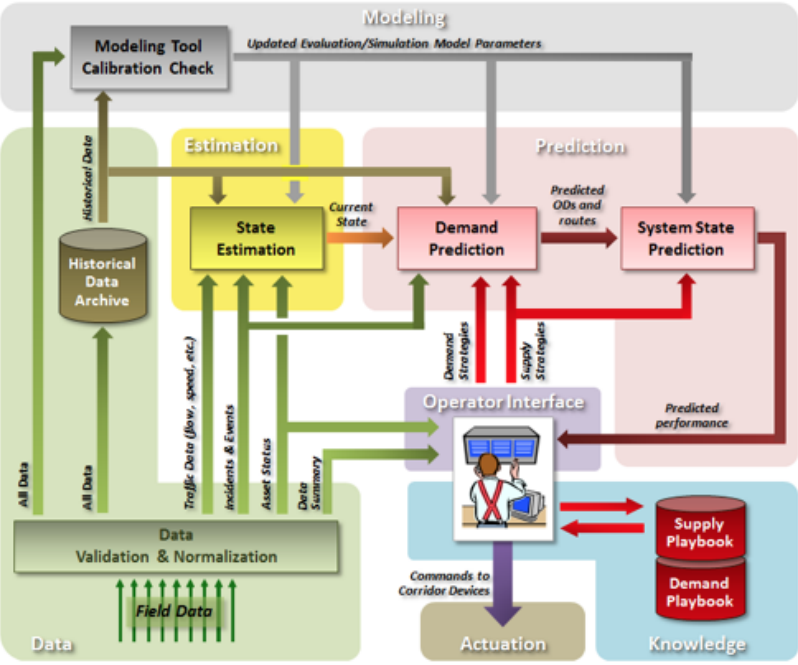 Modeling
Modeling Tool
Calibration Check
Updated Evaluation/Simulation Model Parameters
Historical Data
Estimation
Prediction
Current
State
Predicted
ODs and
routes
State
Estimation
Demand
Prediction
System State
Prediction
Historical
Data
Archive
All Data
All Data
Traffic Data (flow, speed, etc.)
Incidents & Events
Asset Status
Data
Summary
Demand
Strategies
Supply
Strategies
Operator Interface
Predicted
performance
Data
Validation & Normalization
Supply
Playbook
Demand
Playbook
Commands to
Corridor Devices
Field Data
Data
Actuation
Knowledge